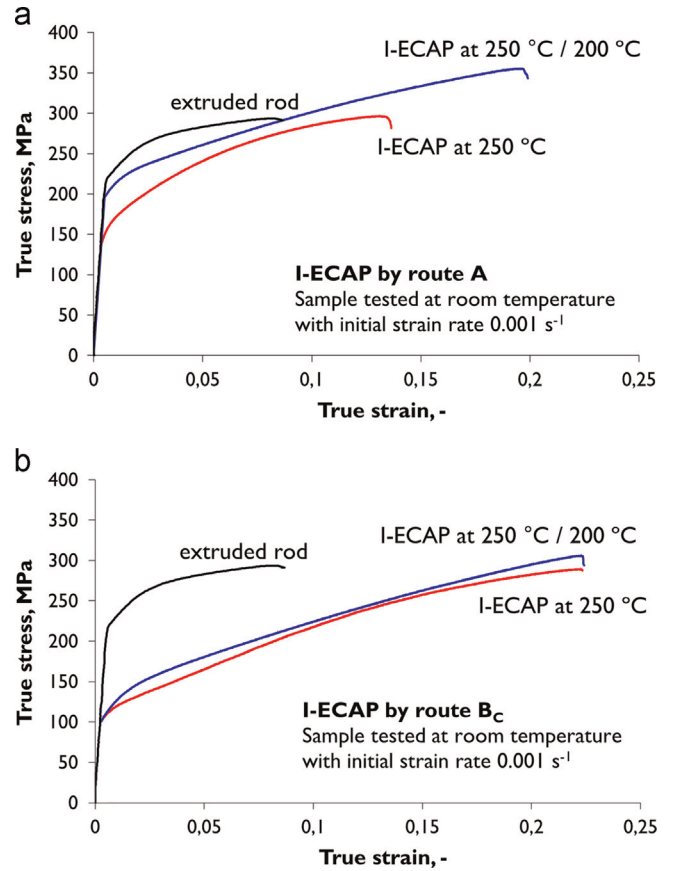 a
400
350
300
250
200
150
100
50
0
True stress, MPa
I-ECAP at 250 °C / 200 °C
extruded rod
I-ECAP at 250 °C
I-ECAP by route A
Sample tested at room temperature
with initial strain rate 0.001 s⁻¹
0
0,05
0,1
0,15
0,2
0,25
True strain, -
b
400
350
300
250
200
150
100
50
0
True stress, MPa
I-ECAP at 250 °C / 200 °C
extruded rod
I-ECAP at 250 °C
I-ECAP by route B_C
Sample tested at room temperature
with initial strain rate 0.001 s⁻¹
0
0,05
0,1
0,15
0,2
0,25
True strain, -